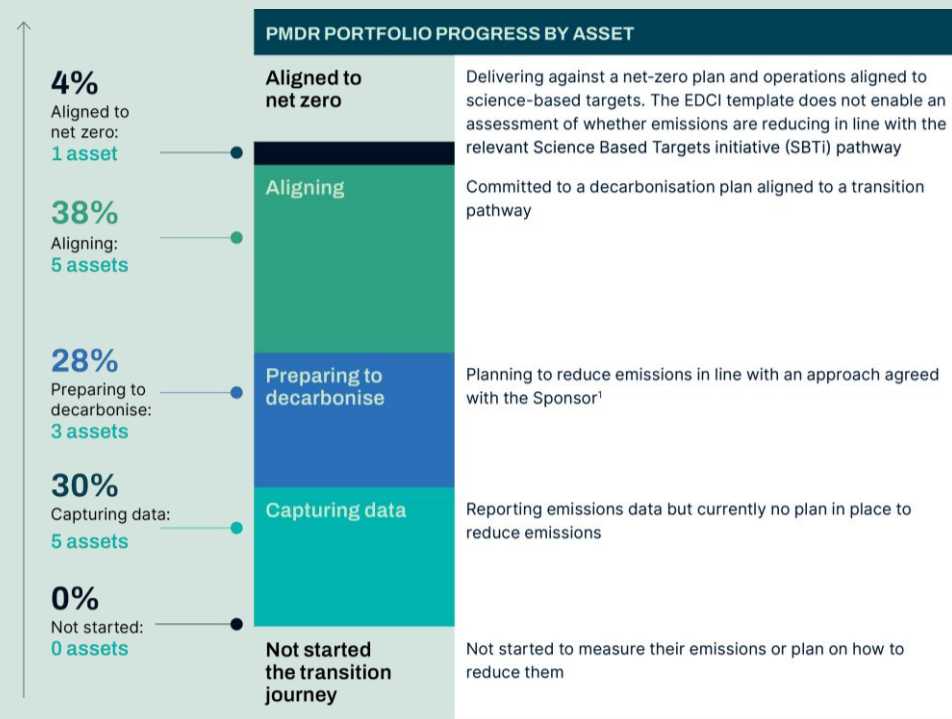 PMDR PORTFOLIO PROGRESS BY ASSET
4%
Aligned to
net zero:
1 asset
Aligned to
net zero
Delivering against a net-zero plan and operations aligned to
science-based targets. The EDCI template does not enable an
assessment of whether emissions are reducing in line with the
relevant Science Based Targets initiative (SBTi) pathway
38%
Aligning:
5 assets
Aligning
Committed to a decarbonisation plan aligned to a transition
pathway
28%
Preparing to
decarbonise:
3 assets
Preparing to
decarbonise
Planning to reduce emissions in line with an approach agreed
with the Sponsor¹
30%
Capturing data:
5 assets
Capturing data
Reporting emissions data but currently no plan in place to
reduce emissions
0%
Not started:
0 assets
Not started
the transition
journey
Not started to measure their emissions or plan on how to
reduce them